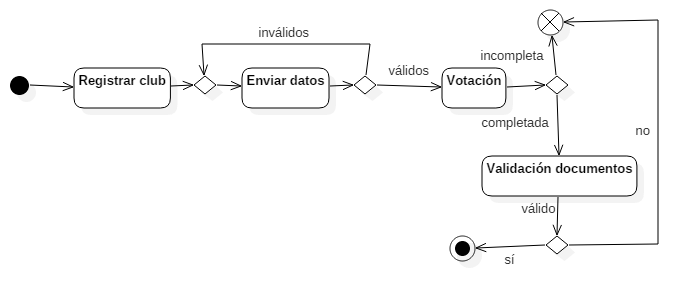 inválidos
incompleta
Registrar club
Enviar datos
válidos
Votación
completada
no
Validación documentos
válido
sí